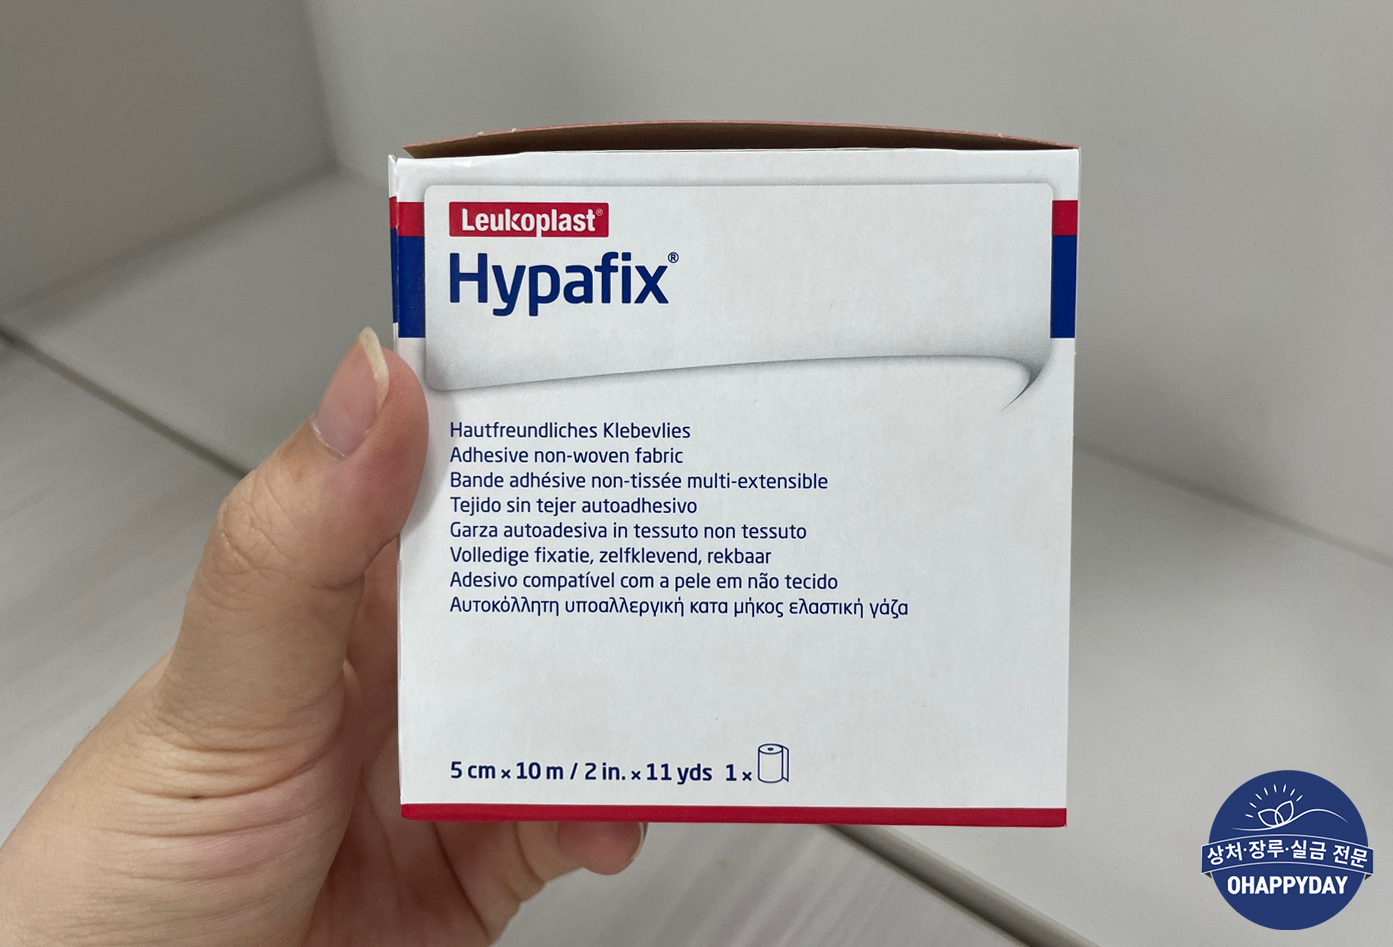 Leukoplast®
Hypafix®
Hautfreundliches Klebevlies
Adhesive non-woven fabric
Bande adhésive non-tissée multi-extensible
Tejido sin tejer autoadhesivo
Garza autoadesiva in tessuto non tessuto
Volledige fixatie, zelfklevend, rekbaar
Adesivo compatível com a pele em não tecido
Αυτοκόλλητη υποαλλεργική κατα μήκος ελαστική γάζα
5 cm × 10 m / 2 in. × 11 yds 1 ×
상처·장루·실금 전문
OHAPPYDAY